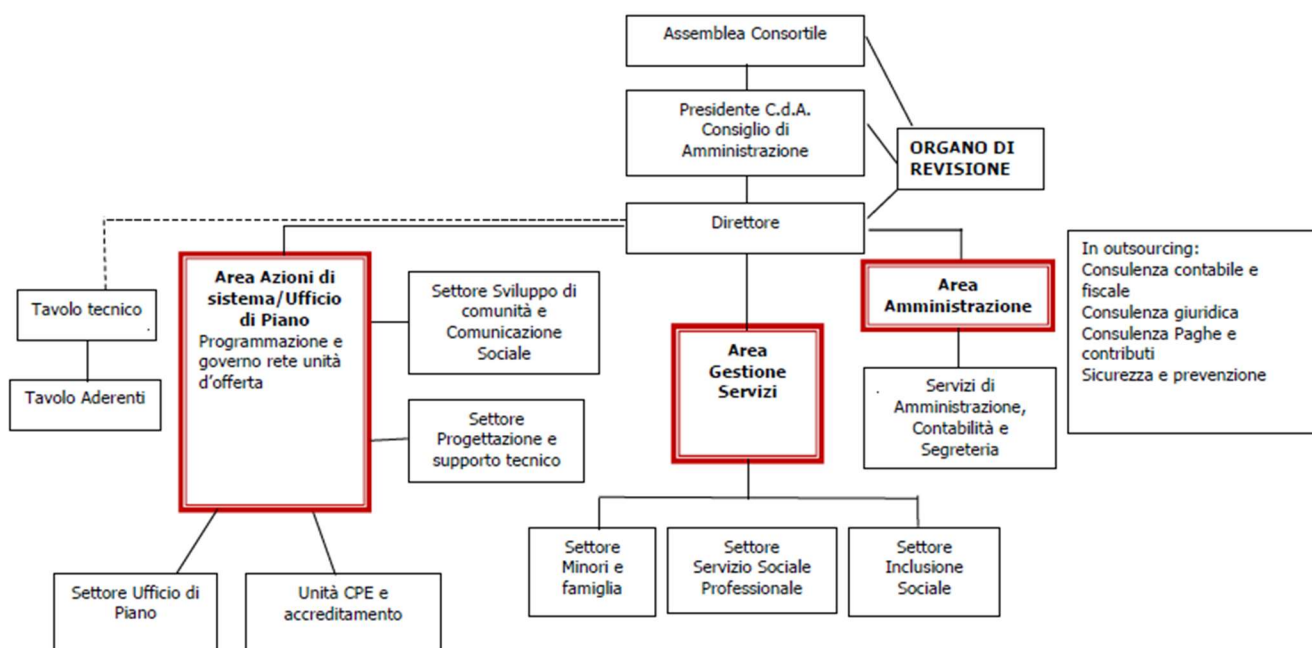 Assemblea Consortile
Presidente C.d.A.
Consiglio di
Amministrazione
ORGANO DI
REVISIONE
Direttore
Tavolo tecnico
.
Tavolo Aderenti
Area Azioni di
sistema/Ufficio
di Piano
Programmazione e
governo rete unità
d'offerta
Settore Sviluppo di
comunità e
Comunicazione
Sociale
Settore
Progettazione e
supporto tecnico
Settore Ufficio di
Piano
Unità CPE e
accreditamento
Area
Gestione
Servizi
Settore
Minori e
famiglia
Settore
Servizio Sociale
Professionale
Settore
Inclusione
Sociale
Area
Amministrazione
. Servizi di
Amministrazione,
Contabilità e
Segreteria
In outsourcing:
Consulenza contabile e
fiscale
Consulenza giuridica
Consulenza Paghe e
contributi
Sicurezza e prevenzione